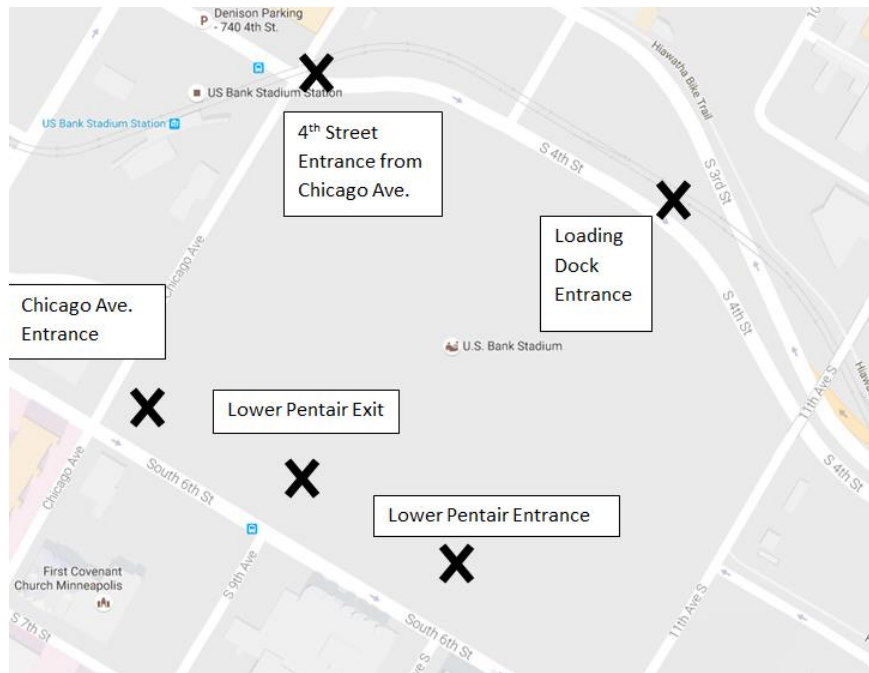 Denison Parking
- 740 4th St.
P
US Bank Stadium Station
US Bank Stadium Station
4th Street
Entrance from
Chicago Ave.
Hiawatha Bike Trail
S 3rd St
S 4th St
Loading
Dock
Entrance
S 4th St
Chicago Ave
Chicago Ave.
Entrance
U.S. Bank Stadium
11th Ave S
Lower Pentair Exit
Chicago Ave
South 6th St
S 4th St
Lower Pentair Entrance
First Covenant
Church Minneapolis
S 9th Ave
S 7th St
South 6th St
11th Ave S